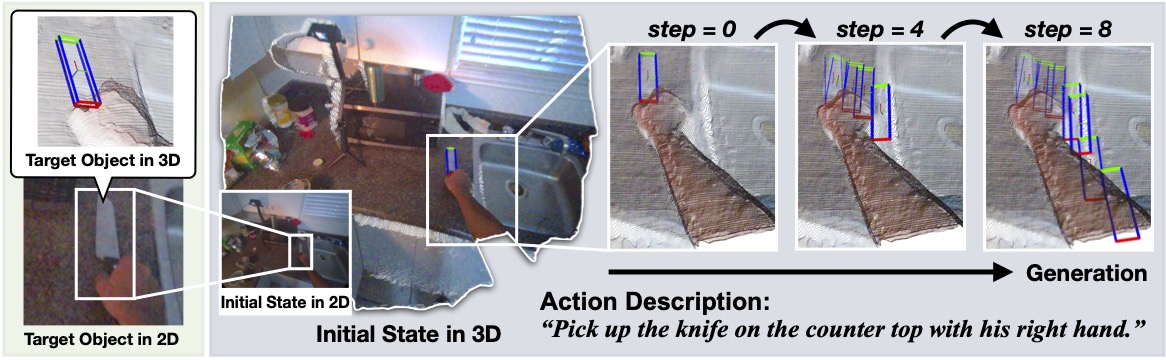 Target Object in 3D
Target Object in 2D
Initial State in 2D
Initial State in 3D
step = 0
step = 4
step = 8
Generation
Action Description:
“Pick up the knife on the counter top with his right hand.”